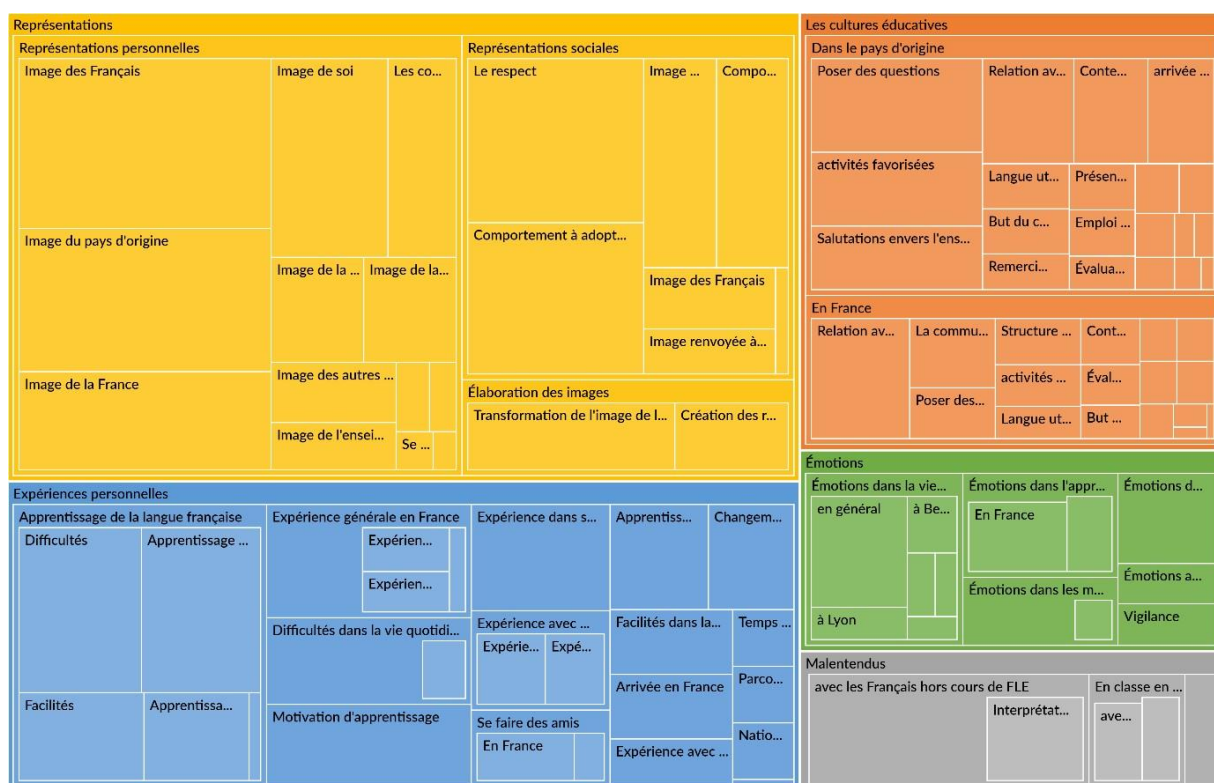 Représentations
Représentations personnelles
Image des Français
Image de soi
Les co...
Image du pays d'origine
Image de la ...
Image de la...
Image de la France
Image des autres ...
Image de l'ensei...
Se ...
Représentations sociales
Le respect
Image ...
Compo...
Comportement à adopt...
Image des Français
Image renvoyée à...
Élaboration des images
Transformation de l'image de l...
Création des r...
Les cultures éducatives
Dans le pays d'origine
Poser des questions
Relation av...
Conte...
arrivée ...
activités favorisées
Langue ut...
Présen...
But du c...
Emploi ...
Salutations envers l'ens...
Remerci...
Évalua...
En France
Relation av...
La commu...
Structure ...
Cont...
activités ...
Éval...
Poser des...
Langue ut...
But ...
Expériences personnelles
Apprentissage de la langue française
Difficultés
Apprentissage ...
Facilités
Apprentissa...
Expérience générale en France
Expérien...
Expérien...
Difficultés dans la vie quotidi...
Motivation d'apprentissage
Expérience dans s...
Expérience avec ...
Expérie...
Expé...
Se faire des amis
En France
Apprentiss...
Changem...
Facilités dans la...
Temps ...
Arrivée en France
Parco...
Expérience avec ...
Natio...
Émotions
Émotions dans la vie...
en général
à Be...
à Lyon
Émotions dans l'appr...
En France
Émotions dans les m...
Émotions d...
Émotions a...
Vigilance
Malentendus
avec les Français hors cours de FLE
Interprétat...
En classe en ...
ave...